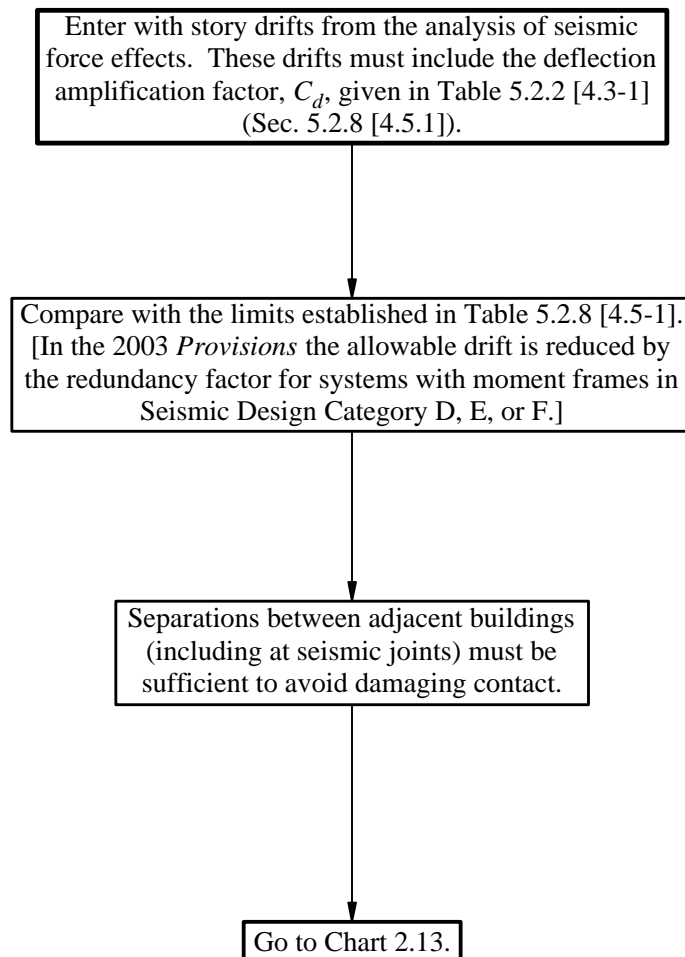 Enter with story drifts from the analysis of seismic
force effects.  These drifts must include the deflection
amplification factor, C_d, given in Table 5.2.2 [4.3-1]
(Sec. 5.2.8 [4.5.1]).
Compare with the limits established in Table 5.2.8 [4.5-1].
[In the 2003 Provisions the allowable drift is reduced by
the redundancy factor for systems with moment frames in
Seismic Design Category D, E, or F.]
Separations between adjacent buildings
(including at seismic joints) must be
sufficient to avoid damaging contact.
Go to Chart 2.13.